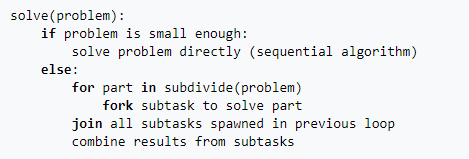 solve(problem):
    if problem is small enough:
        solve problem directly (sequential algorithm)
    else:
        for part in subdivide(problem)
            fork subtask to solve part
        join all subtasks spawned in previous loop
        combine results from subtasks